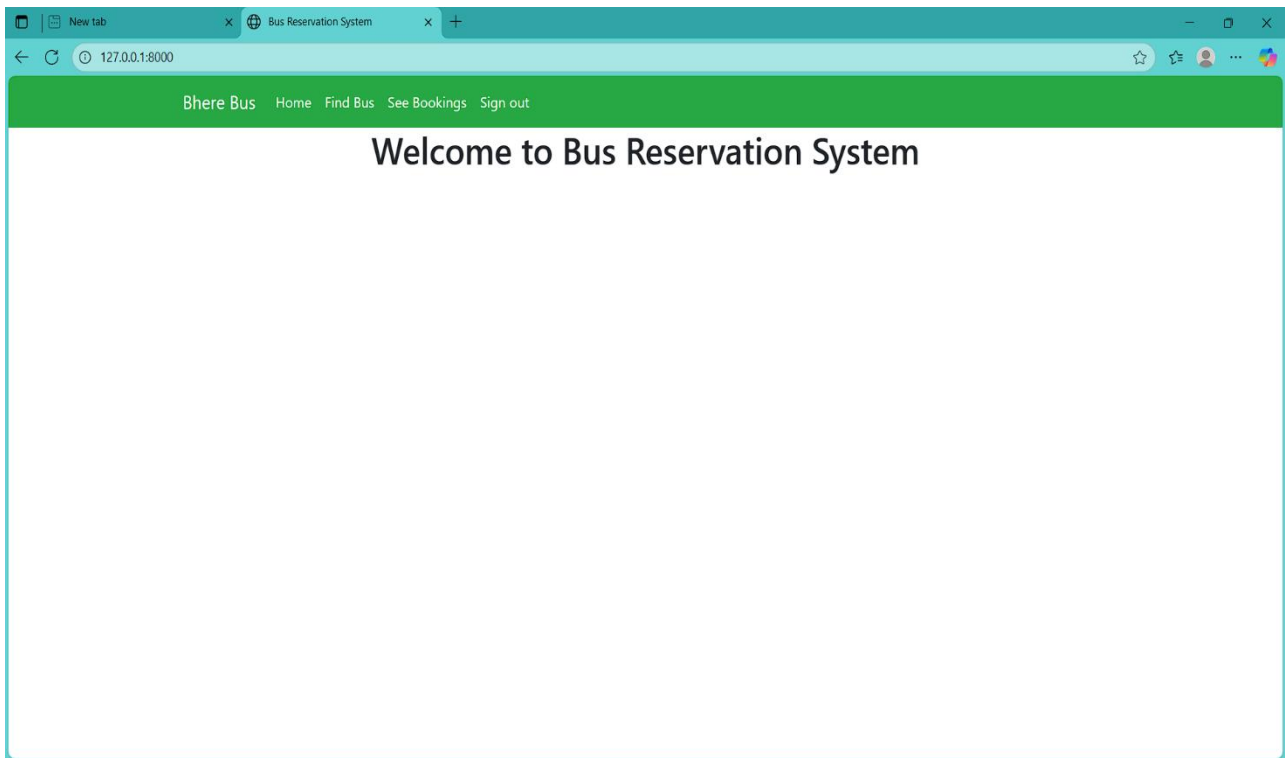 New tab
Bus Reservation System
127.0.0.1:8000
Bhere Bus Home Find Bus See Bookings Sign out
Welcome to Bus Reservation System